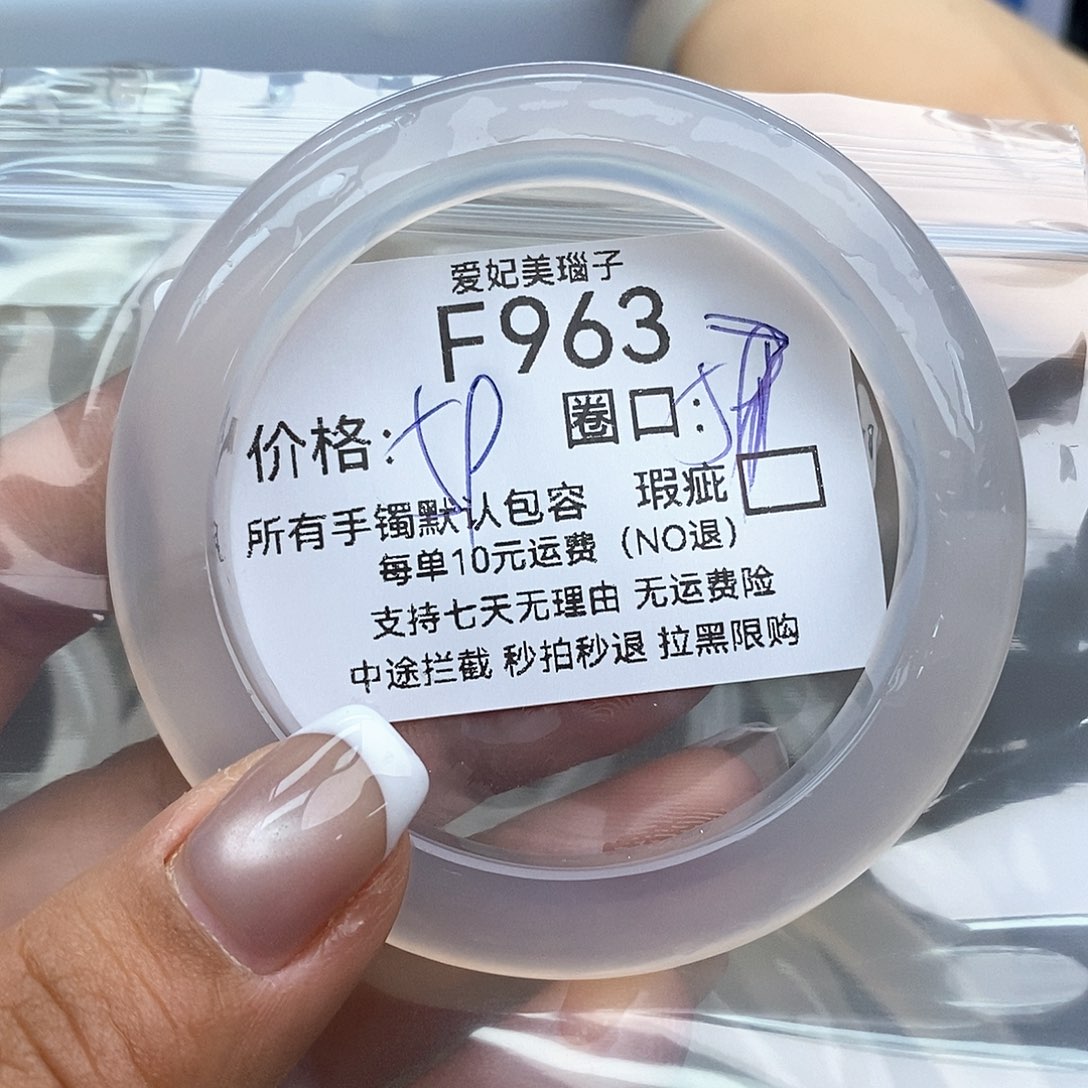 爱妃美瑙子
F963
价格: 圈口:
所有手镯默认包容 瑕疵
每单10元运费（NO退）
支持七天无理由 无运费险
中途拦截 秒拍秒退 拉黑限购